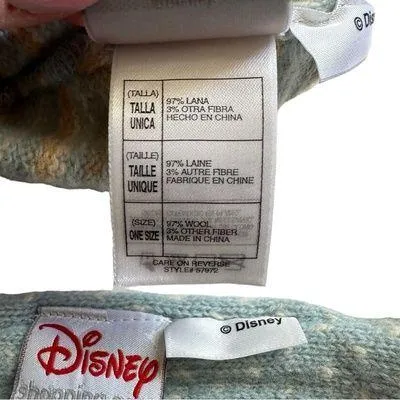 © Disney
(TALLA)
TALLA
UNICA
97% LANA
3% OTRA FIBRA
HECHO EN CHINA
(TAILLE)
TAILLE
UNIQUE
97% LAINE
3% AUTRE FIBRE
FABRIQUE EN CHINE
(SIZE)
ONE SIZE
97% WOOL
3% OTHER FIBER
MADE IN CHINA
CARE ON REVERSE
STYLE# 57972
© Disney
DISNEY
shopping